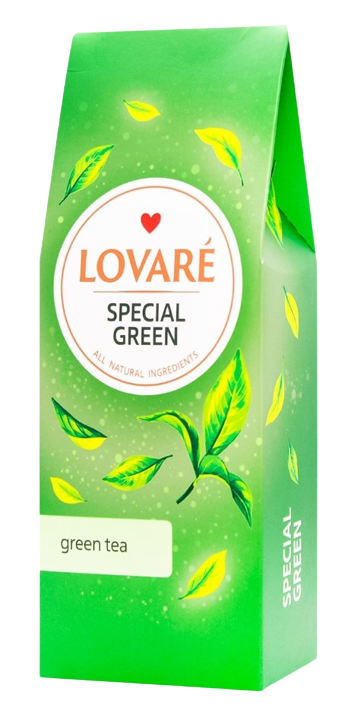 LOVARÉ
SPECIAL
GREEN
ALL NATURAL INGREDIENTS
green tea
SPECIAL
GREEN